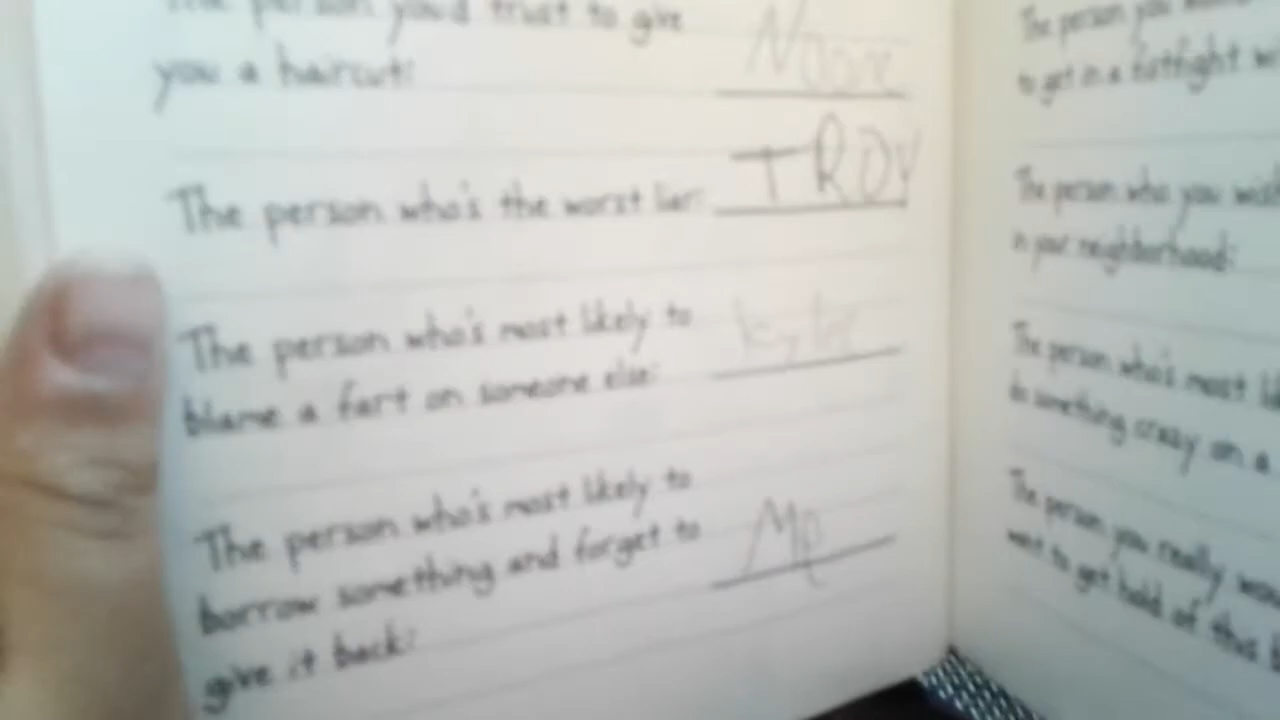 The person you'd trust to give
you a haircut:
TROY
The person who's the worst liar:
The person who's most likely to
blame a fart on someone else:
The person who's most likely to
borrow something and forget to
give it back:
Me
The person you
to get in a fistfight
The person who you wish
in your neighborhood:
The person who's most
do something crazy on a
The person you really
want to get hold of this